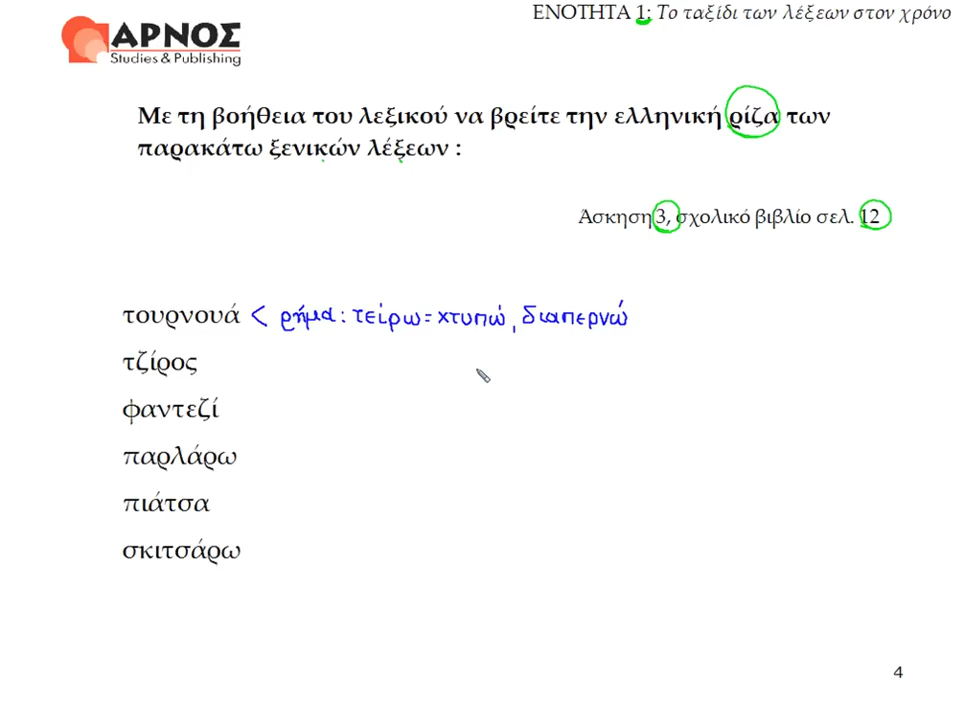 ΕΝΟΤΗΤΑ 1: Το ταξίδι των λέξεων στον χρόνο
ΑΡΝΟΣ
Studies & Publishing
Με τη βοήθεια του λεξικού να βρείτε την ελληνική ρίζα των
παρακάτω ξενικών λέξεων :
Άσκηση 3, σχολικό βιβλίο σελ. 12
τουρνουά < ρήμα: τείρω = χτυπώ, διαπερνώ
τζίρος
φαντεζί
παρλάρω
πιάτσα
σκιτσάρω
4